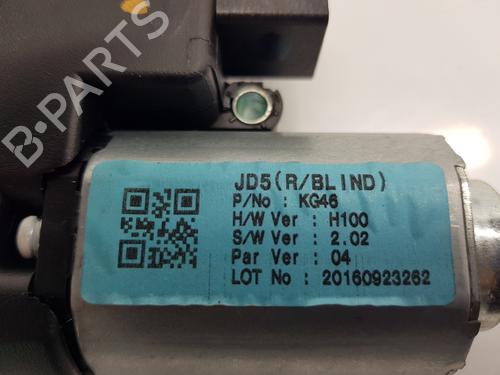 B-PARTS
JD5(R/BLIND)
P/No : KG46
H/W Ver : H100
S/W Ver : 2.02
Par Ver : 04
LOT No : 20160923262